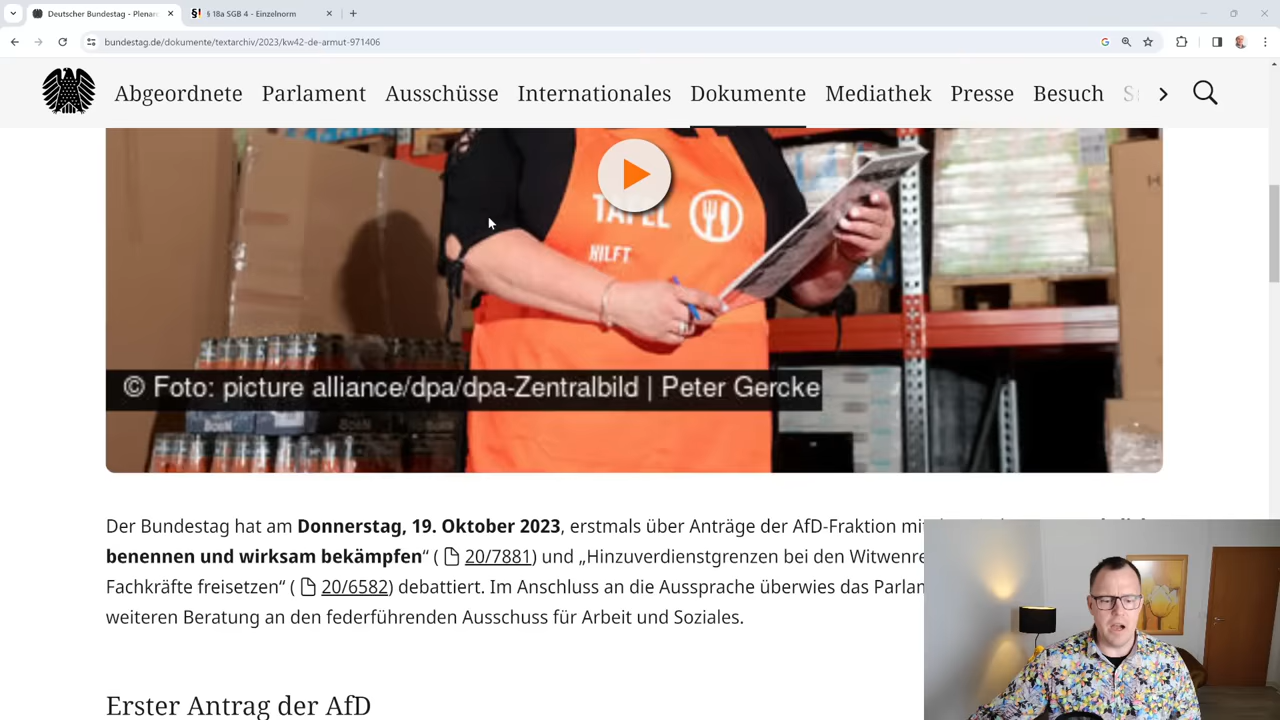 Deutscher Bundestag - Plenar
§ 18a SGB 4 - Einzelnorm
bundestag.de/dokumente/textarchiv/2023/kw42-de-armut-971406
Abgeordnete Parlament Ausschüsse Internationales Dokumente Mediathek Presse Besuch
TAFEL
HILFT
© Foto: picture alliance/dpa/dpa-Zentralbild | Peter Gercke
Der Bundestag hat am Donnerstag, 19. Oktober 2023, erstmals über Anträge der AfD-Fraktion mit
benennen und wirksam bekämpfen“ ( 20/7881) und „Hinzuverdienstgrenzen bei den Witwenre
Fachkräfte freisetzen“ ( 20/6582) debattiert. Im Anschluss an die Aussprache überwies das Parlam
weiteren Beratung an den federführenden Ausschuss für Arbeit und Soziales.
Erster Antrag der AfD